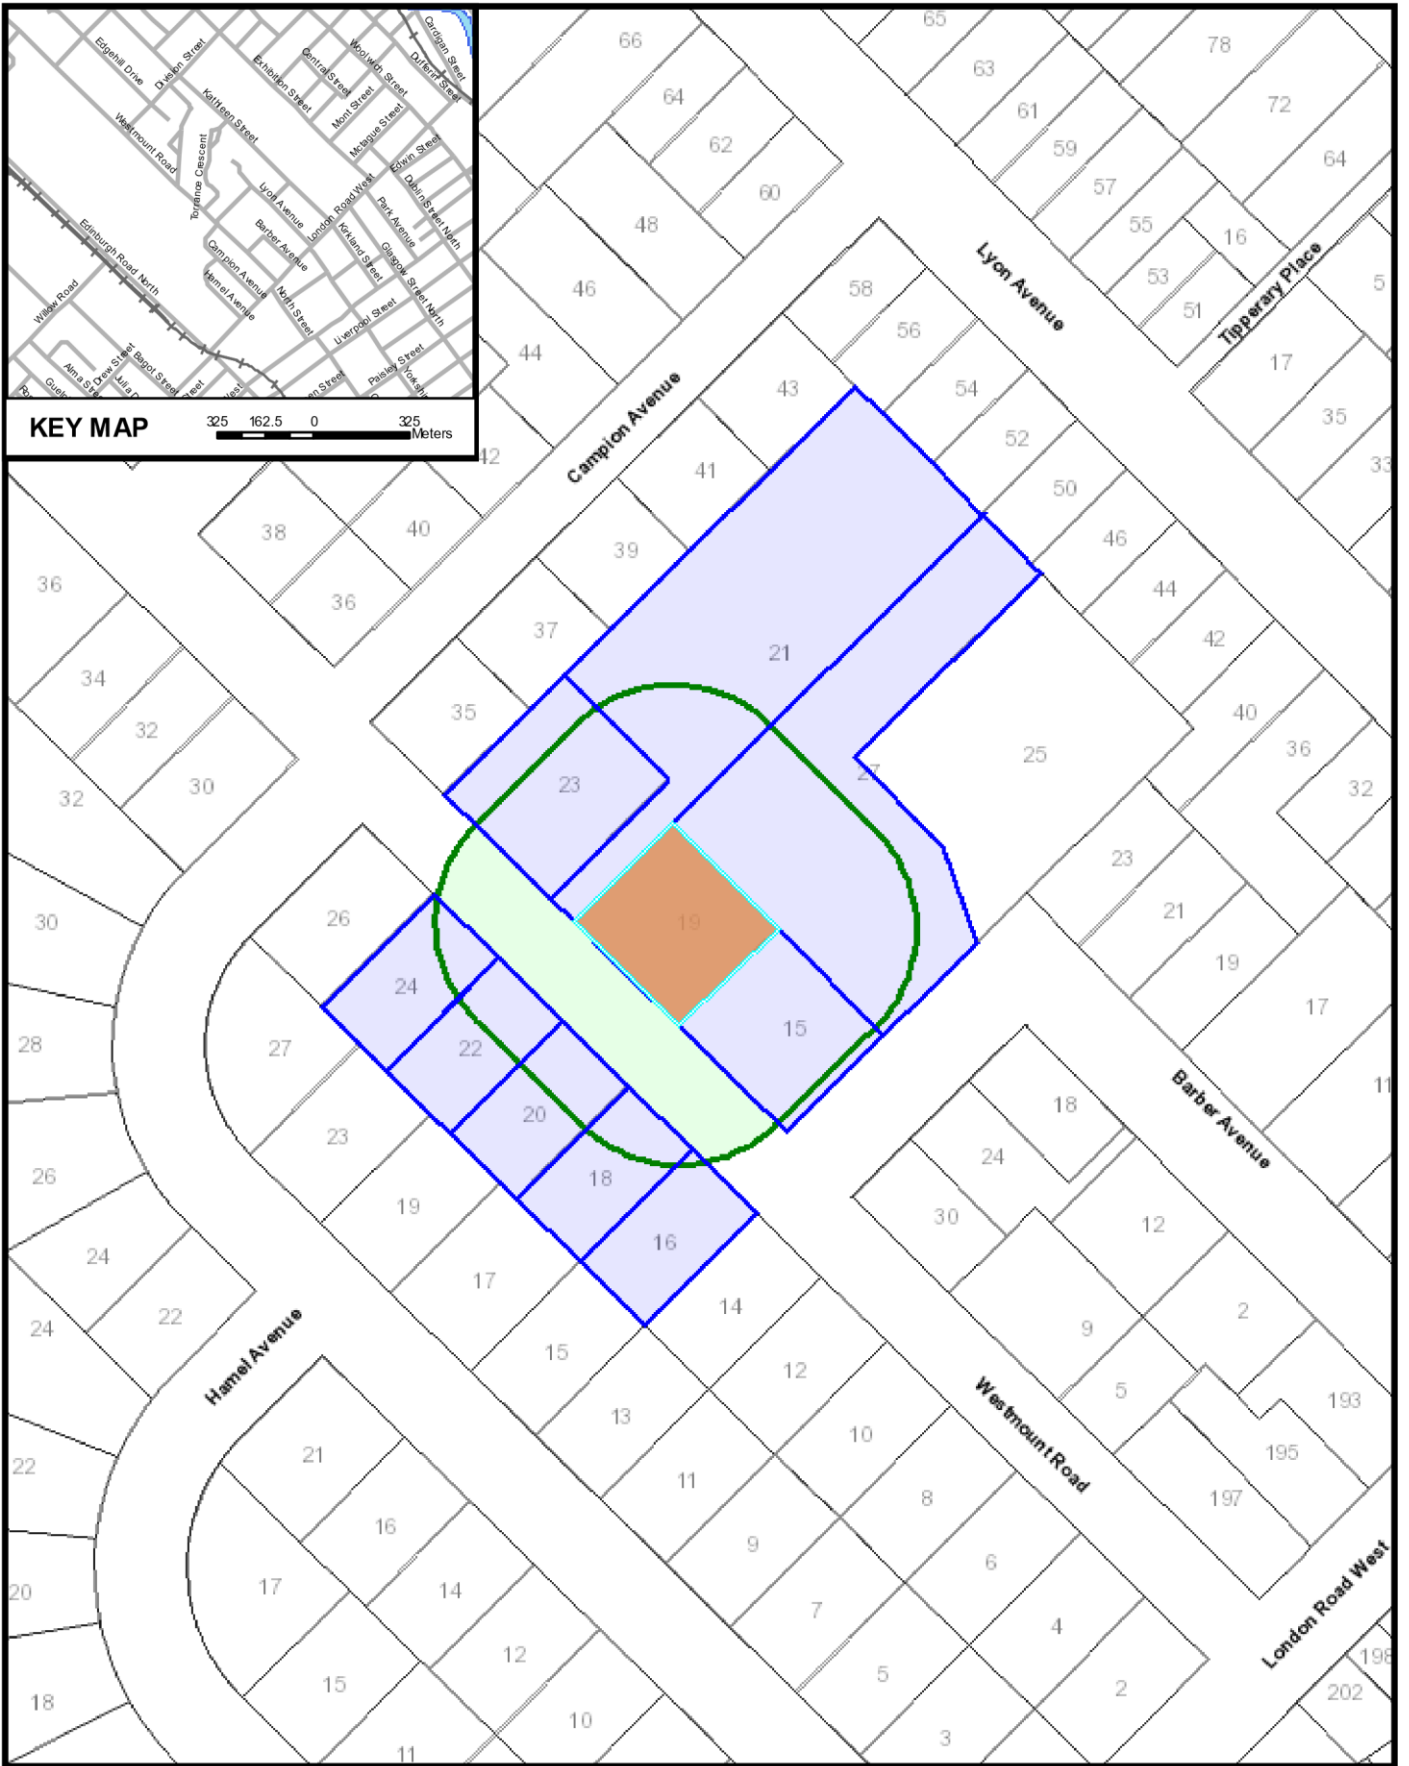 Edgehill Drive
Division Street
Kathleen Street
Exhibition Street
Central Street
Woolwich Street
Cardigan Street
Dufferin Street
Mont Street
Mctague Street
Edwin Street
Westmount Road
Torrance Crescent
Lyon Avenue
London Road West
Park Avenue
Dublin Street North
Barber Avenue
Kirkland Street
Glasgow Street North
Campion Avenue
Hamel Avenue
North Street
Liverpool Street
Edinburgh Road North
Willow Road
Alma Stre
Drew Street
Bagot Street
Julia D
Guelp
Paisley Street
Yorkshi
KEY MAP
325 162.5 0 325
Meters
66
65
78
63
64
72
61
62
59
64
60
57
48
55
16
53
5
51
46
58
56
44
17
43
54
35
52
41
42
33
50
38
40
39
46
36
36
44
37
42
34
21
35
40
32
36
25
30
23
27
32
32
23
26
30
19
21
24
19
17
15
28
27
22
11
20
18
23
24
26
18
19
30
12
24
16
17
14
2
22
24
9
15
12
5
193
13
10
195
21
22
11
8
197
16
9
6
17
14
20
7
4
12
198
15
5
2
202
18
10
3
11
Lyon Avenue
Tipperary Place
Campion Avenue
Barber Avenue
Hamel Avenue
Westmount Road
London Road West